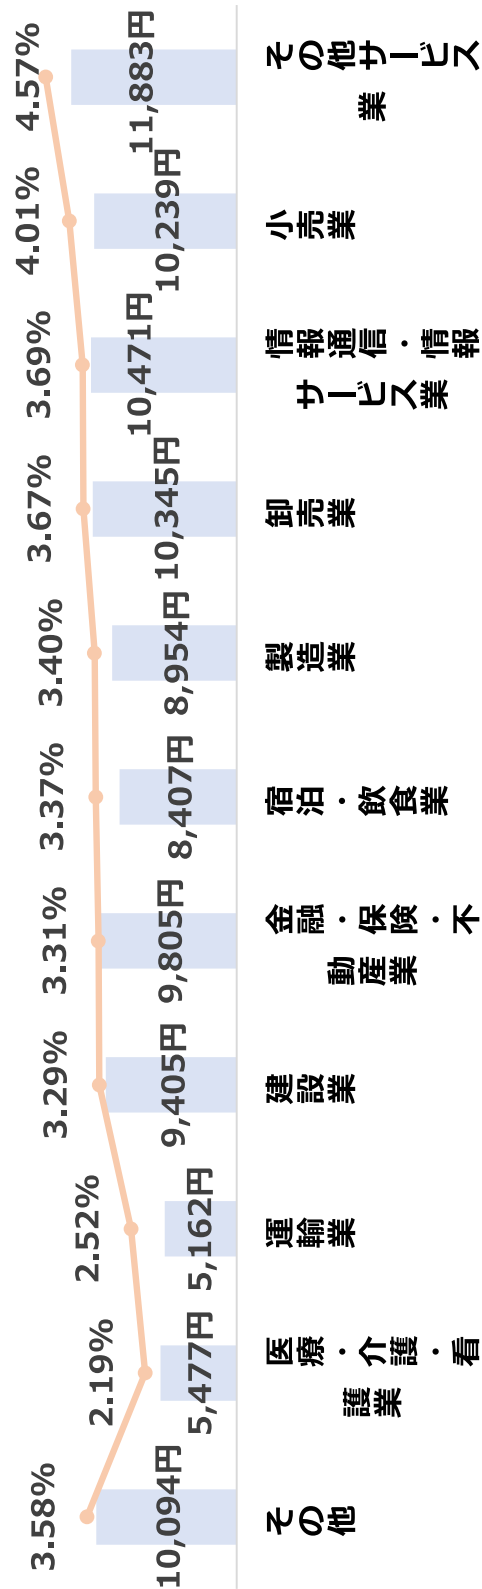 3.58%
2.19%
2.52%
3.29%
3.31%
3.37%
3.40%
3.67%
3.69%
4.01%
4.57%
10,094円
5,477円
5,162円
9,405円
9,805円
8,407円
8,954円
10,345円
10,471円
10,239円
11,883円
その他
医療・介護・看
護業
運輸業
建設業
金融・保険・不
動産業
宿泊・飲食業
製造業
卸売業
情報通信・情報
サービス業
小売業
その他サービス
業